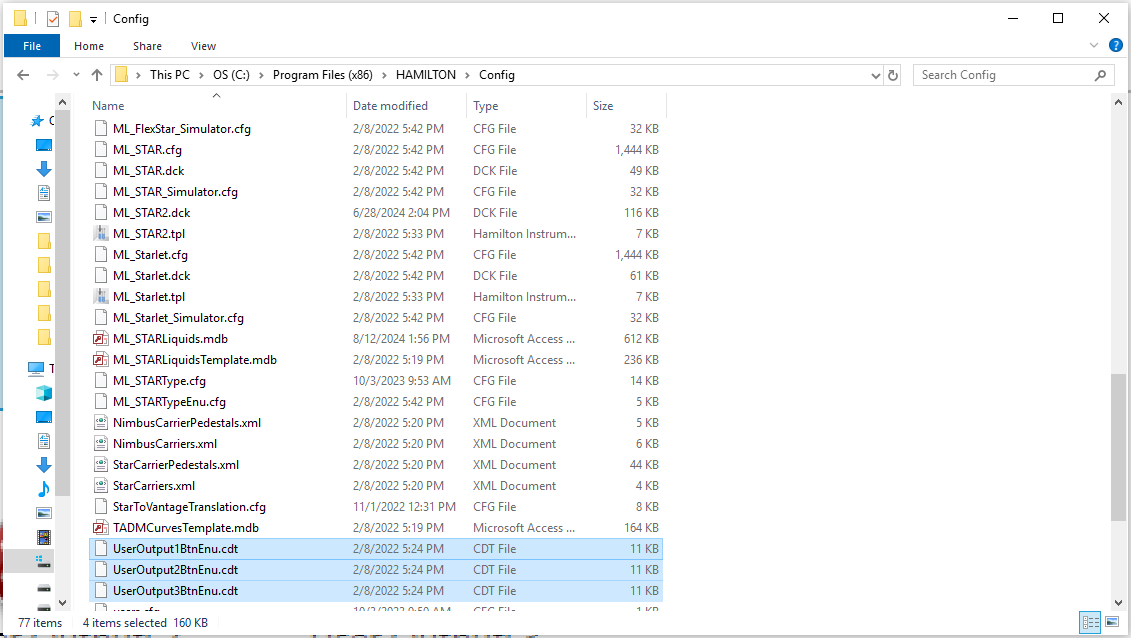 Config
File Home Share View
This PC > OS (C:) > Program Files (x86) > HAMILTON > Config
Search Config
Name Date modified Type Size
ML_FlexStar_Simulator.cfg 2/8/2022 5:42 PM CFG File 32 KB
ML_STAR.cfg 2/8/2022 5:42 PM CFG File 1,444 KB
ML_STAR.dck 2/8/2022 5:42 PM DCK File 49 KB
ML_STAR_Simulator.cfg 2/8/2022 5:42 PM CFG File 32 KB
ML_STAR2.dck 6/28/2024 2:04 PM DCK File 116 KB
ML_STAR2.tpl 2/8/2022 5:33 PM Hamilton Instrum... 7 KB
ML_Starlet.cfg 2/8/2022 5:42 PM CFG File 1,444 KB
ML_Starlet.dck 2/8/2022 5:42 PM DCK File 61 KB
ML_Starlet.tpl 2/8/2022 5:33 PM Hamilton Instrum... 7 KB
ML_Starlet_Simulator.cfg 2/8/2022 5:42 PM CFG File 32 KB
ML_STARLiquids.mdb 8/12/2024 1:56 PM Microsoft Access ... 612 KB
ML_STARLiquidsTemplate.mdb 2/8/2022 5:19 PM Microsoft Access ... 236 KB
ML_STARType.cfg 10/3/2023 9:53 AM CFG File 14 KB
ML_STARTypeEnu.cfg 2/8/2022 5:42 PM CFG File 5 KB
NimbusCarrierPedestals.xml 2/8/2022 5:20 PM XML Document 5 KB
NimbusCarriers.xml 2/8/2022 5:20 PM XML Document 6 KB
StarCarrierPedestals.xml 2/8/2022 5:20 PM XML Document 44 KB
StarCarriers.xml 2/8/2022 5:20 PM XML Document 4 KB
StarToVantageTranslation.cfg 11/1/2022 12:31 PM CFG File 8 KB
TADMCurvesTemplate.mdb 2/8/2022 5:19 PM Microsoft Access ... 164 KB
UserOutput1BtnEnu.cdt 2/8/2022 5:24 PM CDT File 11 KB
UserOutput2BtnEnu.cdt 2/8/2022 5:24 PM CDT File 11 KB
UserOutput3BtnEnu.cdt 2/8/2022 5:24 PM CDT File 11 KB
77 items 4 items selected 160 KB